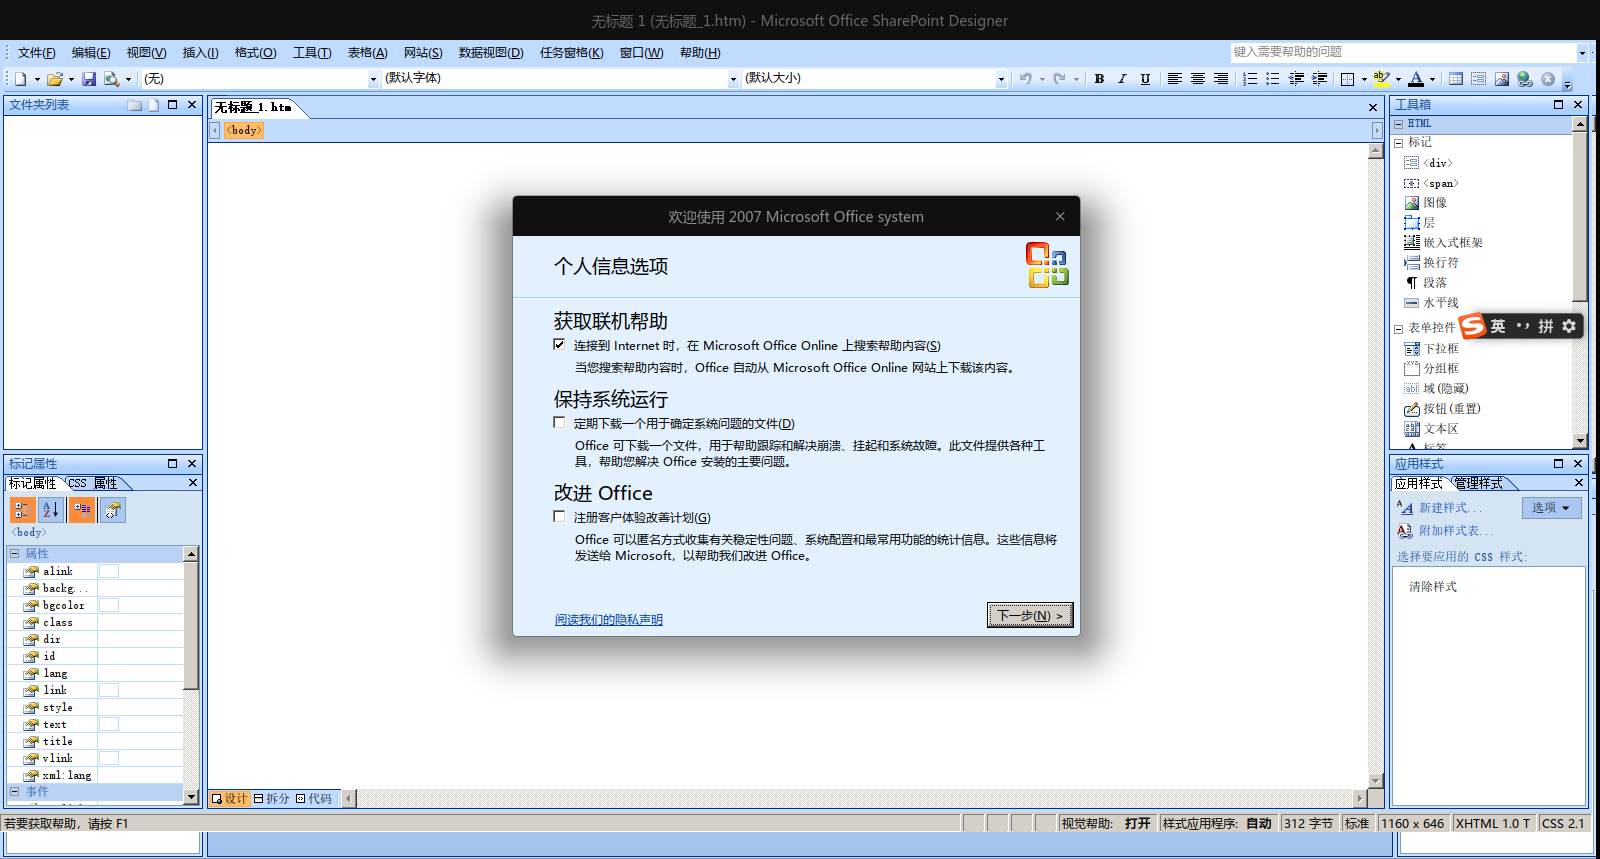 无标题 1 (无标题_1.htm) - Microsoft Office SharePoint Designer
文件(F) 编辑(E) 视图(V) 插入(I) 格式(O) 工具(T) 表格(A) 网站(S) 数据视图(D) 任务窗格(K) 窗口(W) 帮助(H) 键入需要帮助的问题
(无) (默认字体) (默认大小) B I U
文件夹列表
无标题_1.htm
<body>
欢迎使用 2007 Microsoft Office system
个人信息选项
获取联机帮助
连接到 Internet 时，在 Microsoft Office Online 上搜索帮助内容(S)
当您搜索帮助内容时，Office 自动从 Microsoft Office Online 网站上下载该内容。
保持系统运行
定期下载一个用于确定系统问题的文件(D)
Office 可下载一个文件，用于帮助跟踪和解决崩溃、挂起和系统故障。此文件提供各种工
具，帮助您解决 Office 安装的主要问题。
改进 Office
注册客户体验改善计划(G)
Office 可以匿名方式收集有关稳定性问题、系统配置和最常用功能的统计信息。这些信息将
发送给 Microsoft，以帮助我们改进 Office。
阅读我们的隐私声明
下一步(N) >
工具箱
HTML
标记
<div>
<span>
图像
层
嵌入式框架
换行符
段落
水平线
表单控件
英 拼
下拉框
分组框
域(隐藏)
按钮(重置)
文本区
标记属性
标记属性 CSS 属性
<body>
属性
alink
backg...
bgcolor
class
dir
id
lang
link
style
text
title
vlink
xml:lang
事件
应用样式
应用样式 管理样式
新建样式... 选项
附加样式表...
选择要应用的 CSS 样式:
清除样式
设计 拆分 代码
若要获取帮助，请按 F1
视觉帮助: 打开 样式应用程序: 自动 312 字节 标准 1160 x 646 XHTML 1.0 T CSS 2.1